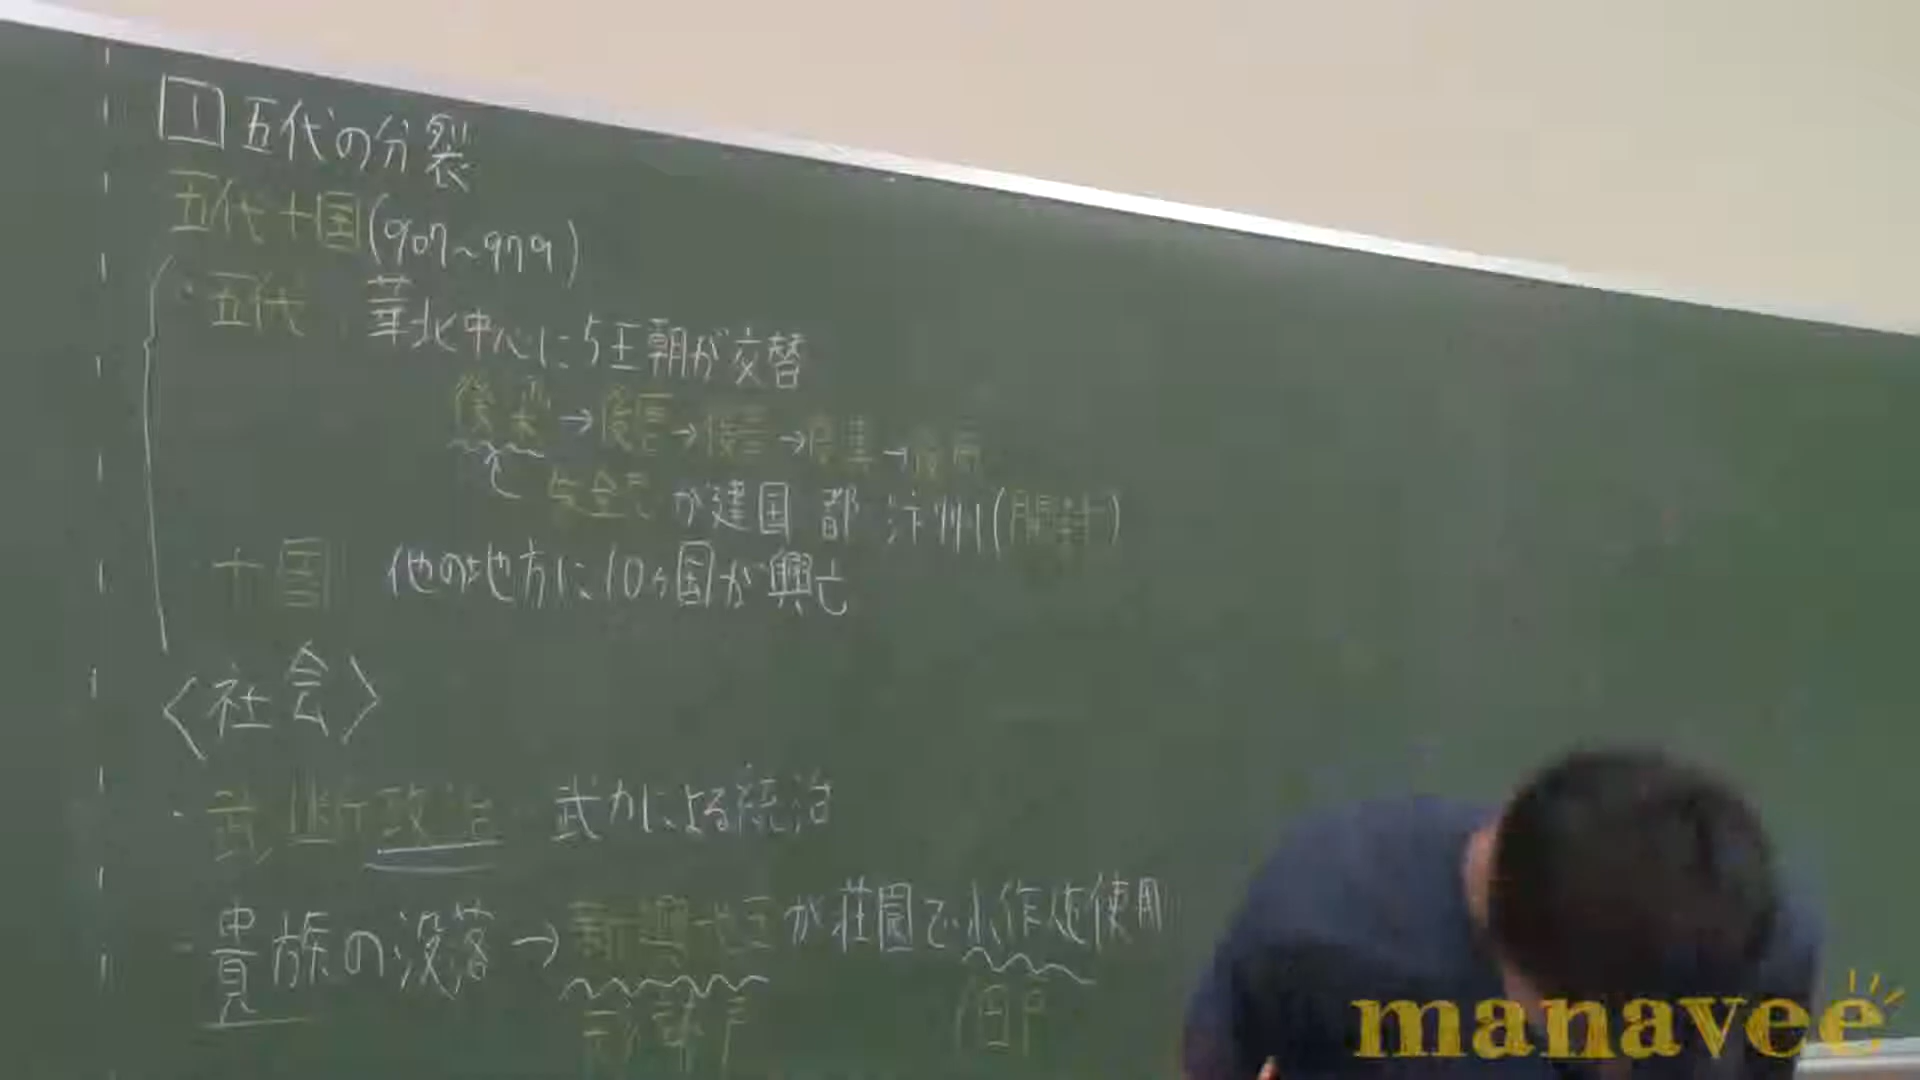 1 五代の分裂
五代十国(907~979)
・五代 華北中心に5王朝が交替
後梁→後唐→後晋→後漢→後周
朱全忠が建国 都 汴州(開封)
十国 他の地方に10ヶ国が興亡
〈社会〉
・武断政治 武力による統治
・貴族の没落→新興地主が荘園で小作人を使用
形勢戸 佃戸
manavee